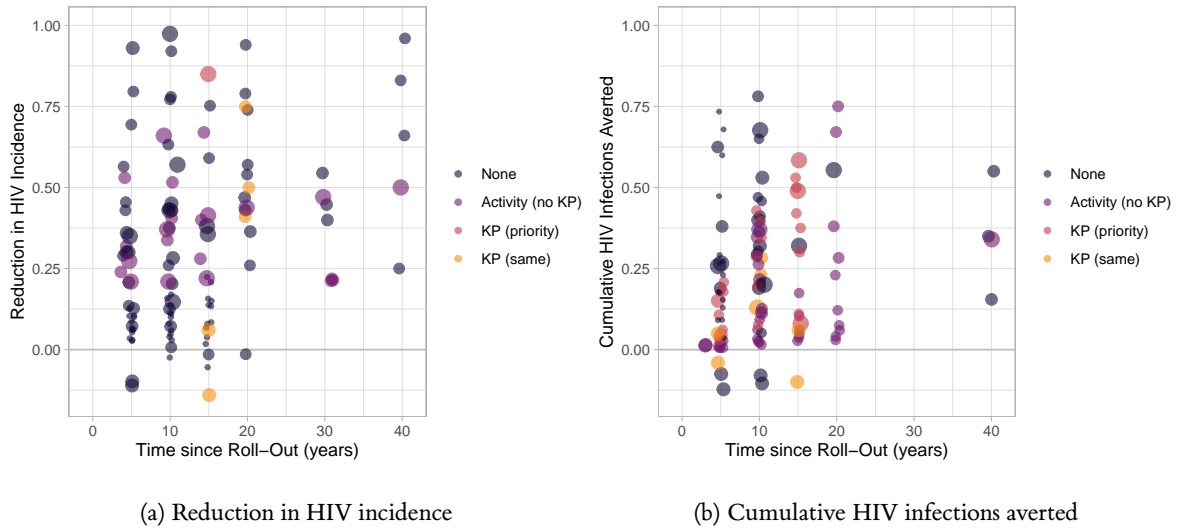 1.00
0.75
0.50
0.25
0.00
Reduction in HIV Incidence
0 10 20 30 40
Time since Roll−Out (years)
None
Activity (no KP)
KP (priority)
KP (same)
(a) Reduction in HIV incidence
1.00
0.75
0.50
0.25
0.00
Cumulative HIV Infections Averted
0 10 20 30 40
Time since Roll−Out (years)
None
Activity (no KP)
KP (priority)
KP (same)
(b) Cumulative HIV infections averted